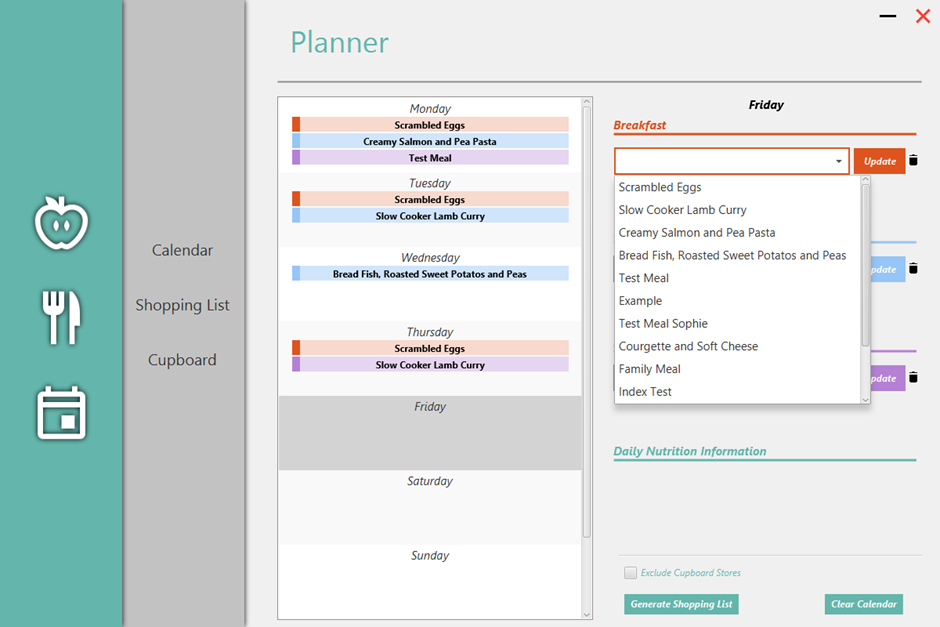 Planner
Calendar
Shopping List
Cupboard
Monday
Scrambled Eggs
Creamy Salmon and Pea Pasta
Test Meal
Tuesday
Scrambled Eggs
Slow Cooker Lamb Curry
Wednesday
Bread Fish, Roasted Sweet Potatos and Peas
Thursday
Scrambled Eggs
Slow Cooker Lamb Curry
Friday
Saturday
Sunday
Friday
Breakfast
Update
Scrambled Eggs
Slow Cooker Lamb Curry
Creamy Salmon and Pea Pasta
Bread Fish, Roasted Sweet Potatos and Peas
Test Meal
Example
Test Meal Sophie
Courgette and Soft Cheese
Family Meal
Index Test
pdate
pdate
Daily Nutrition Information
Exclude Cupboard Stores
Generate Shopping List
Clear Calendar